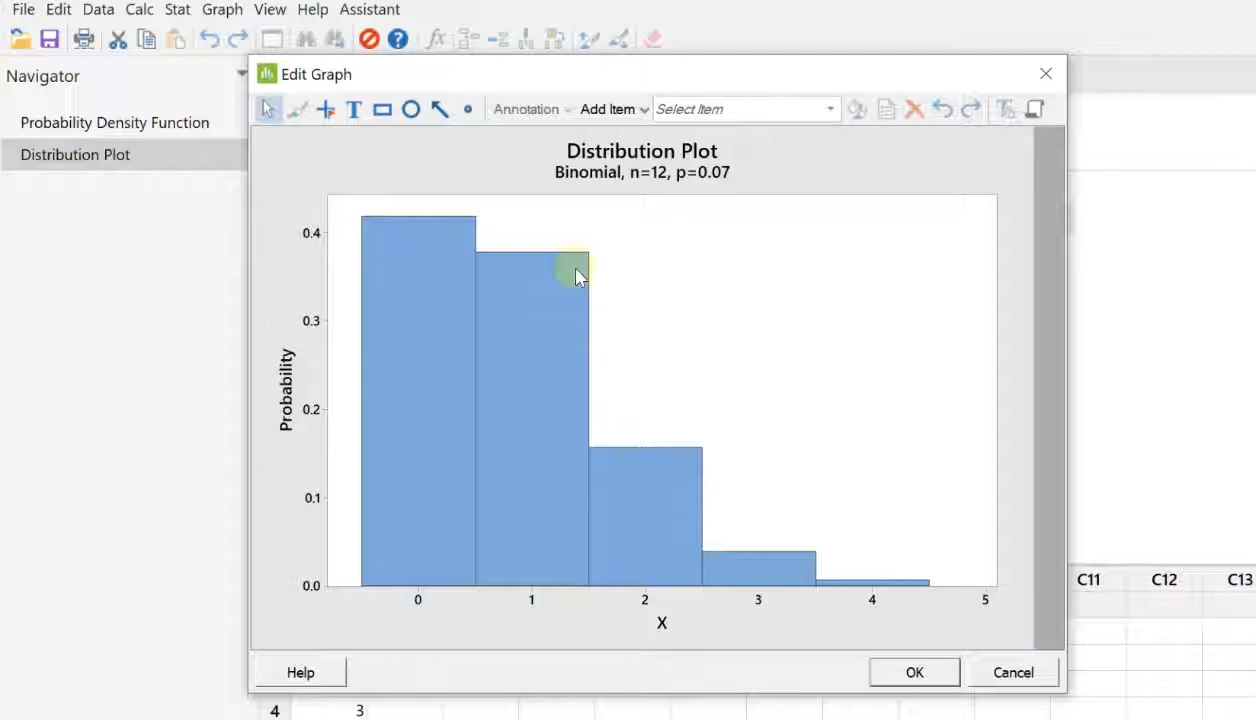 File Edit Data Calc Stat Graph View Help Assistant
Navigator
Probability Density Function
Distribution Plot
Edit Graph
T Annotation Add Item Select Item
Distribution Plot
Binomial, n=12, p=0.07
0.4
0.3
0.2
0.1
0.0
Probability
0 1 2 3 4 5
X
Help OK Cancel
C11 C12 C13
4 3